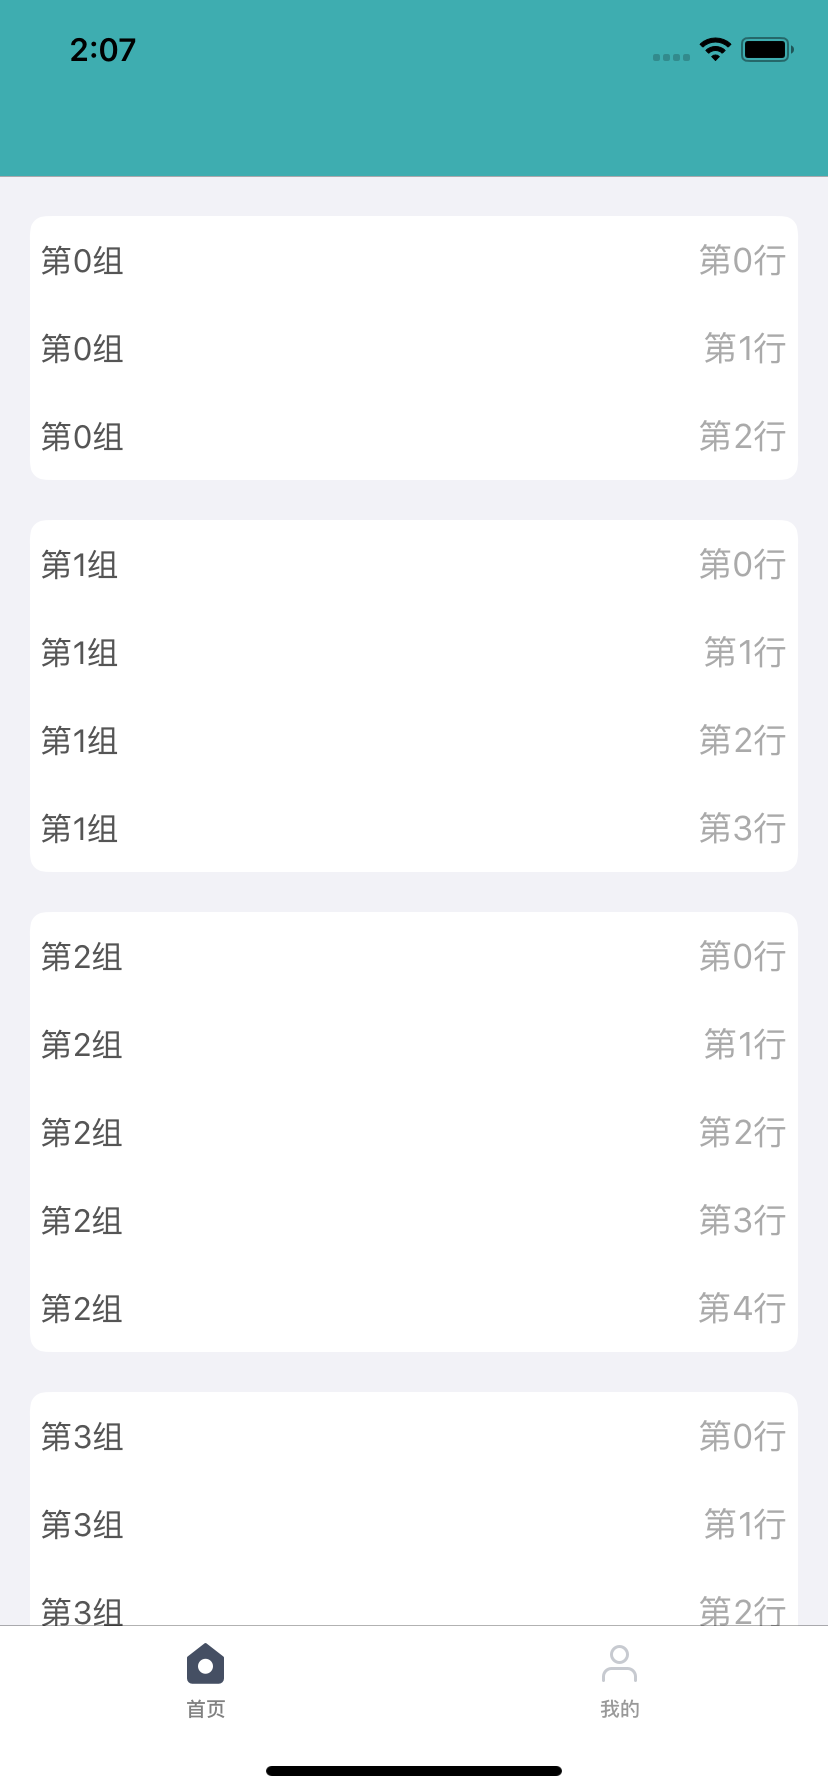 2:07
第0组 第0行
第0组 第1行
第0组 第2行
第1组 第0行
第1组 第1行
第1组 第2行
第1组 第3行
第2组 第0行
第2组 第1行
第2组 第2行
第2组 第3行
第2组 第4行
第3组 第0行
第3组 第1行
第3组 第2行
首页 我的